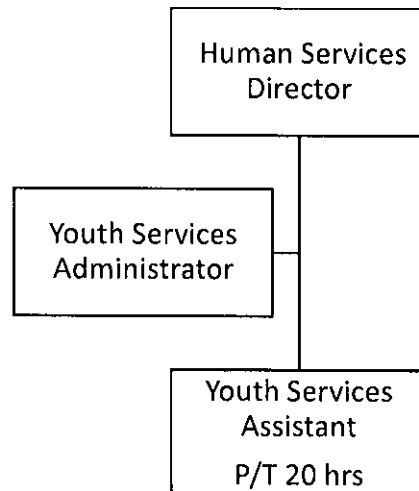 Human Services
Director
Youth Services
Administrator
Youth Services
Assistant
P/T 20 hrs